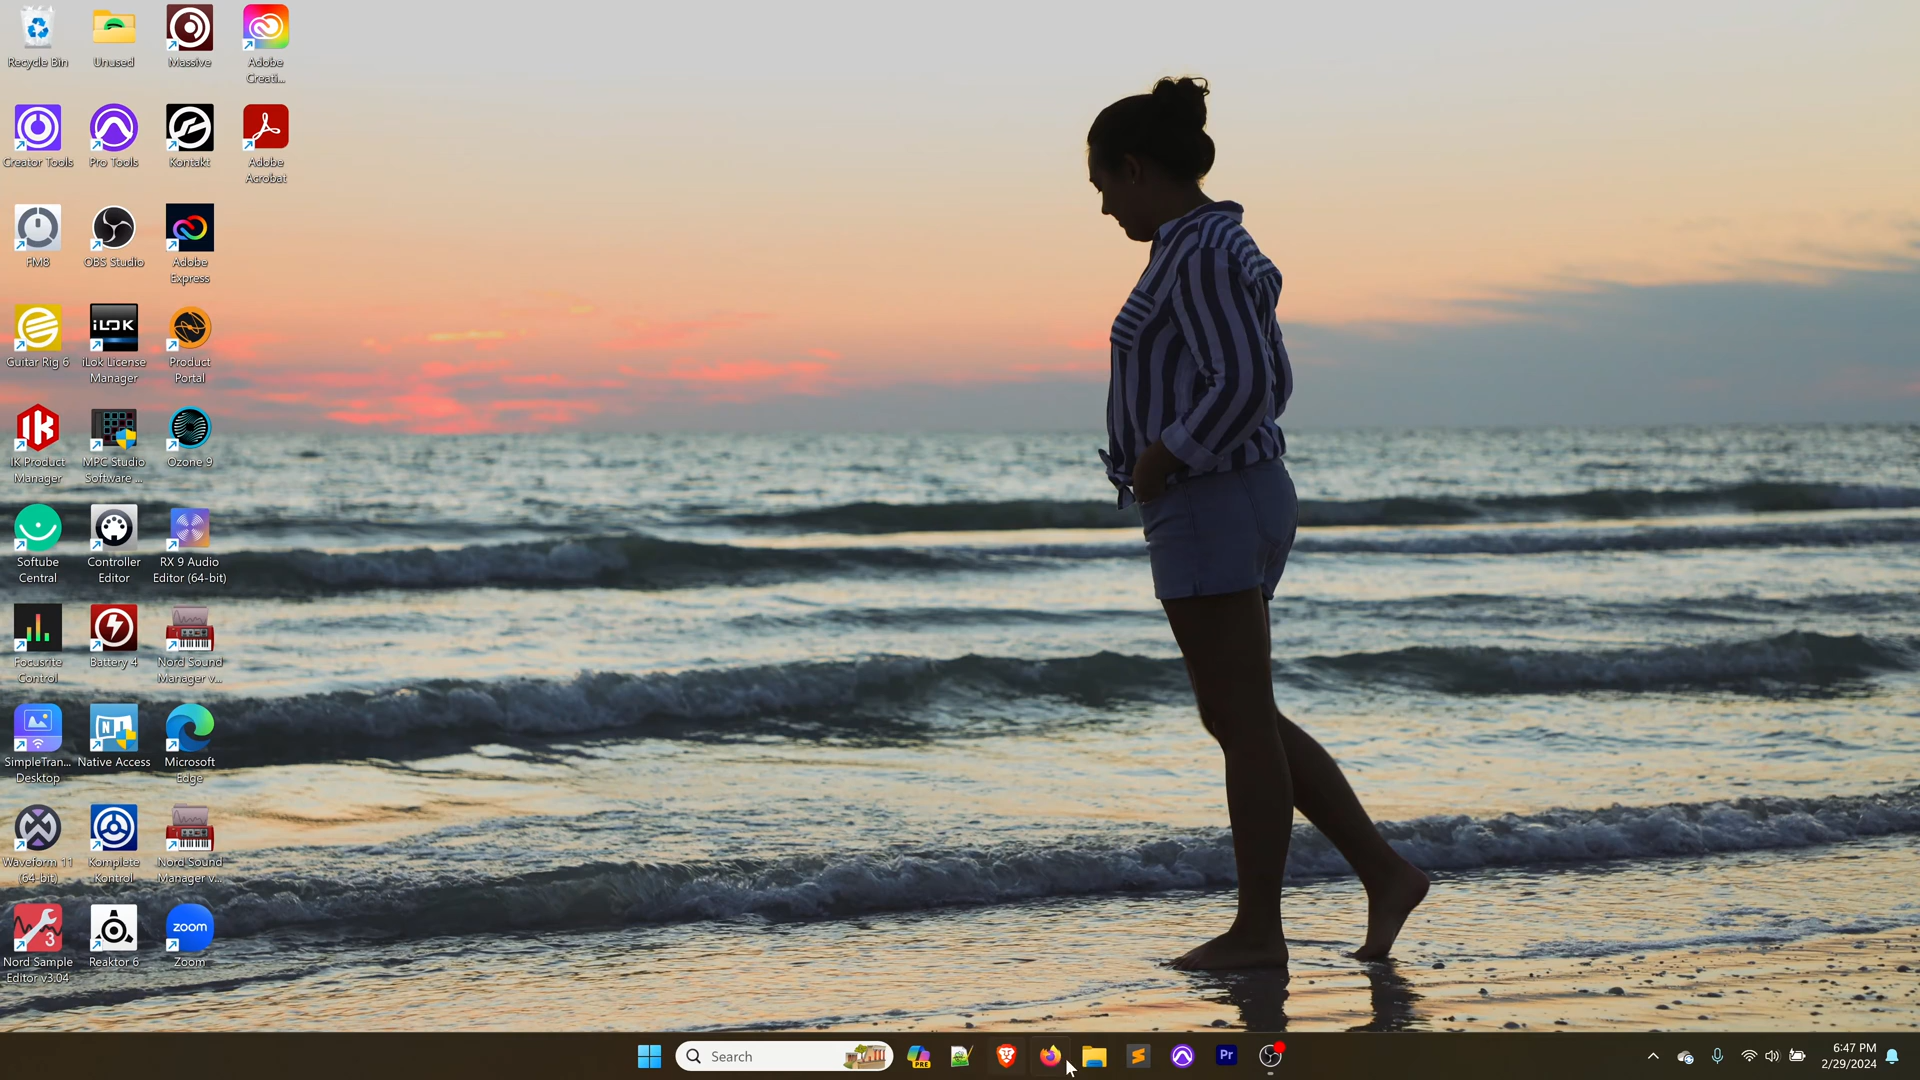 Recycle Bin
Unused
Massive
Adobe
Creati...
Creator Tools
Pro Tools
Kontakt
Adobe
Acrobat
FM8
OBS Studio
Adobe
Express
Guitar Rig 6
iLOK
iLok License
Manager
Product
Portal
IK Product
Manager
MPC Studio
Software ...
Ozone 9
Softube
Central
Controller
Editor
RX 9 Audio
Editor (64-bit)
Focusrite
Control
Battery 4
Nord Sound
Manager v...
SimpleTran...
Desktop
Native Access
Microsoft
Edge
Waveform 11
(64-bit)
Komplete
Kontrol
Nord Sound
Manager v...
3
Nord Sample
Editor v3.04
Reaktor 6
zoom
Zoom
Search
PRE
Pr
6:47 PM
2/29/2024